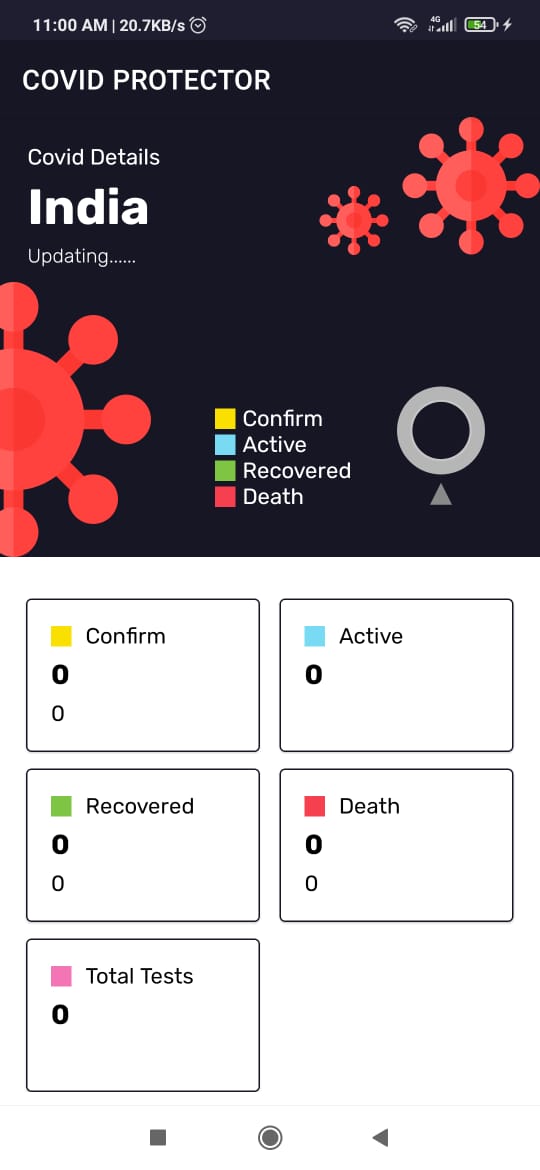 11:00 AM | 20.7KB/s
4G
54
COVID PROTECTOR
Covid Details
India
Updating......
Confirm
Active
Recovered
Death
Confirm
0
0
Active
0
Recovered
0
0
Death
0
0
Total Tests
0